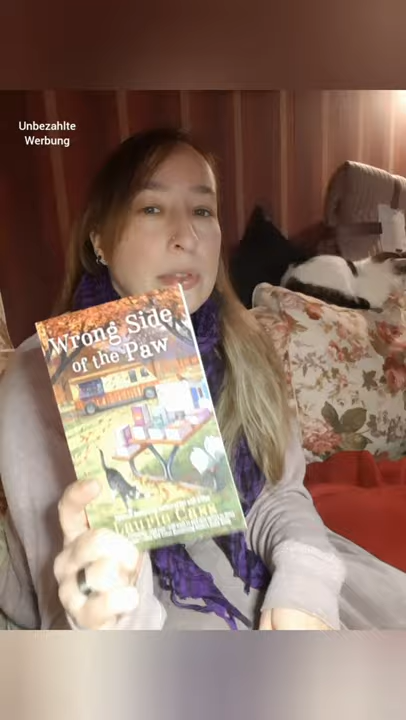 Unbezahlte
Werbung
Wrong Side
of the Paw
Laurie Cass